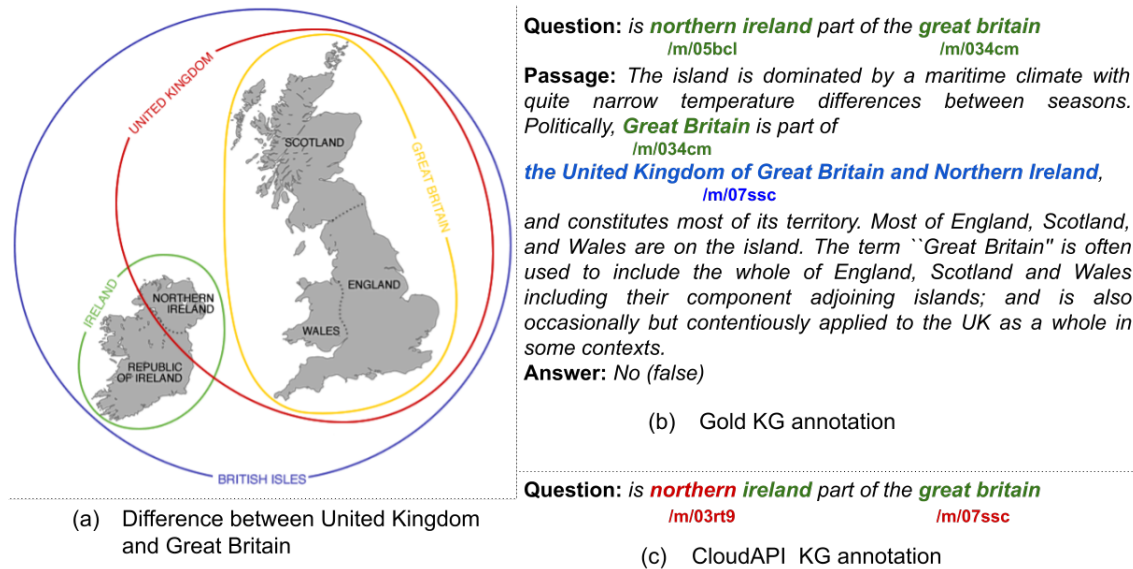 UNITED KINGDOM
SCOTLAND
GREAT BRITAIN
ENGLAND
WALES
IRELAND
NORTHERN
IRELAND
REPUBLIC
OF IRELAND
BRITISH ISLES
(a) Difference between United Kingdom
and Great Britain
Question: is northern ireland part of the great britain
/m/05bcl /m/034cm
Passage: The island is dominated by a maritime climate with
quite narrow temperature differences between seasons.
Politically, Great Britain is part of
/m/034cm
the United Kingdom of Great Britain and Northern Ireland,
/m/07ssc
and constitutes most of its territory. Most of England, Scotland,
and Wales are on the island. The term ``Great Britain'' is often
used to include the whole of England, Scotland and Wales
including their component adjoining islands; and is also
occasionally but contentiously applied to the UK as a whole in
some contexts.
Answer: No (false)
(b) Gold KG annotation
Question: is northern ireland part of the great britain
/m/03rt9 /m/07ssc
(c) CloudAPI KG annotation